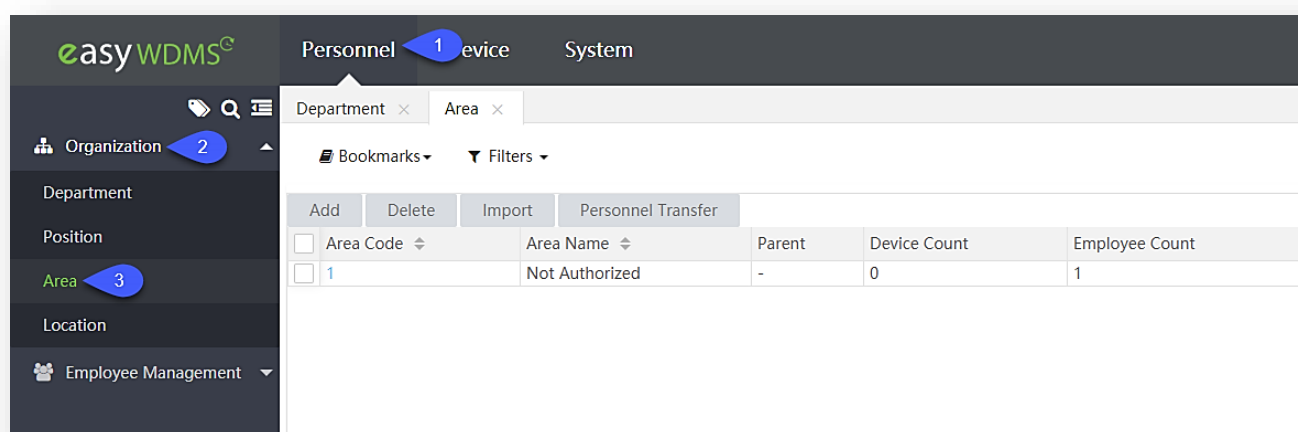 easy WDMS
Personnel 1 evice System
Department × Area ×
Organization 2
Bookmarks Filters
Department
Add Delete Import Personnel Transfer
Position
Area Code Area Name Parent Device Count Employee Count
1 Not Authorized - 0 1
Area 3
Location
Employee Management